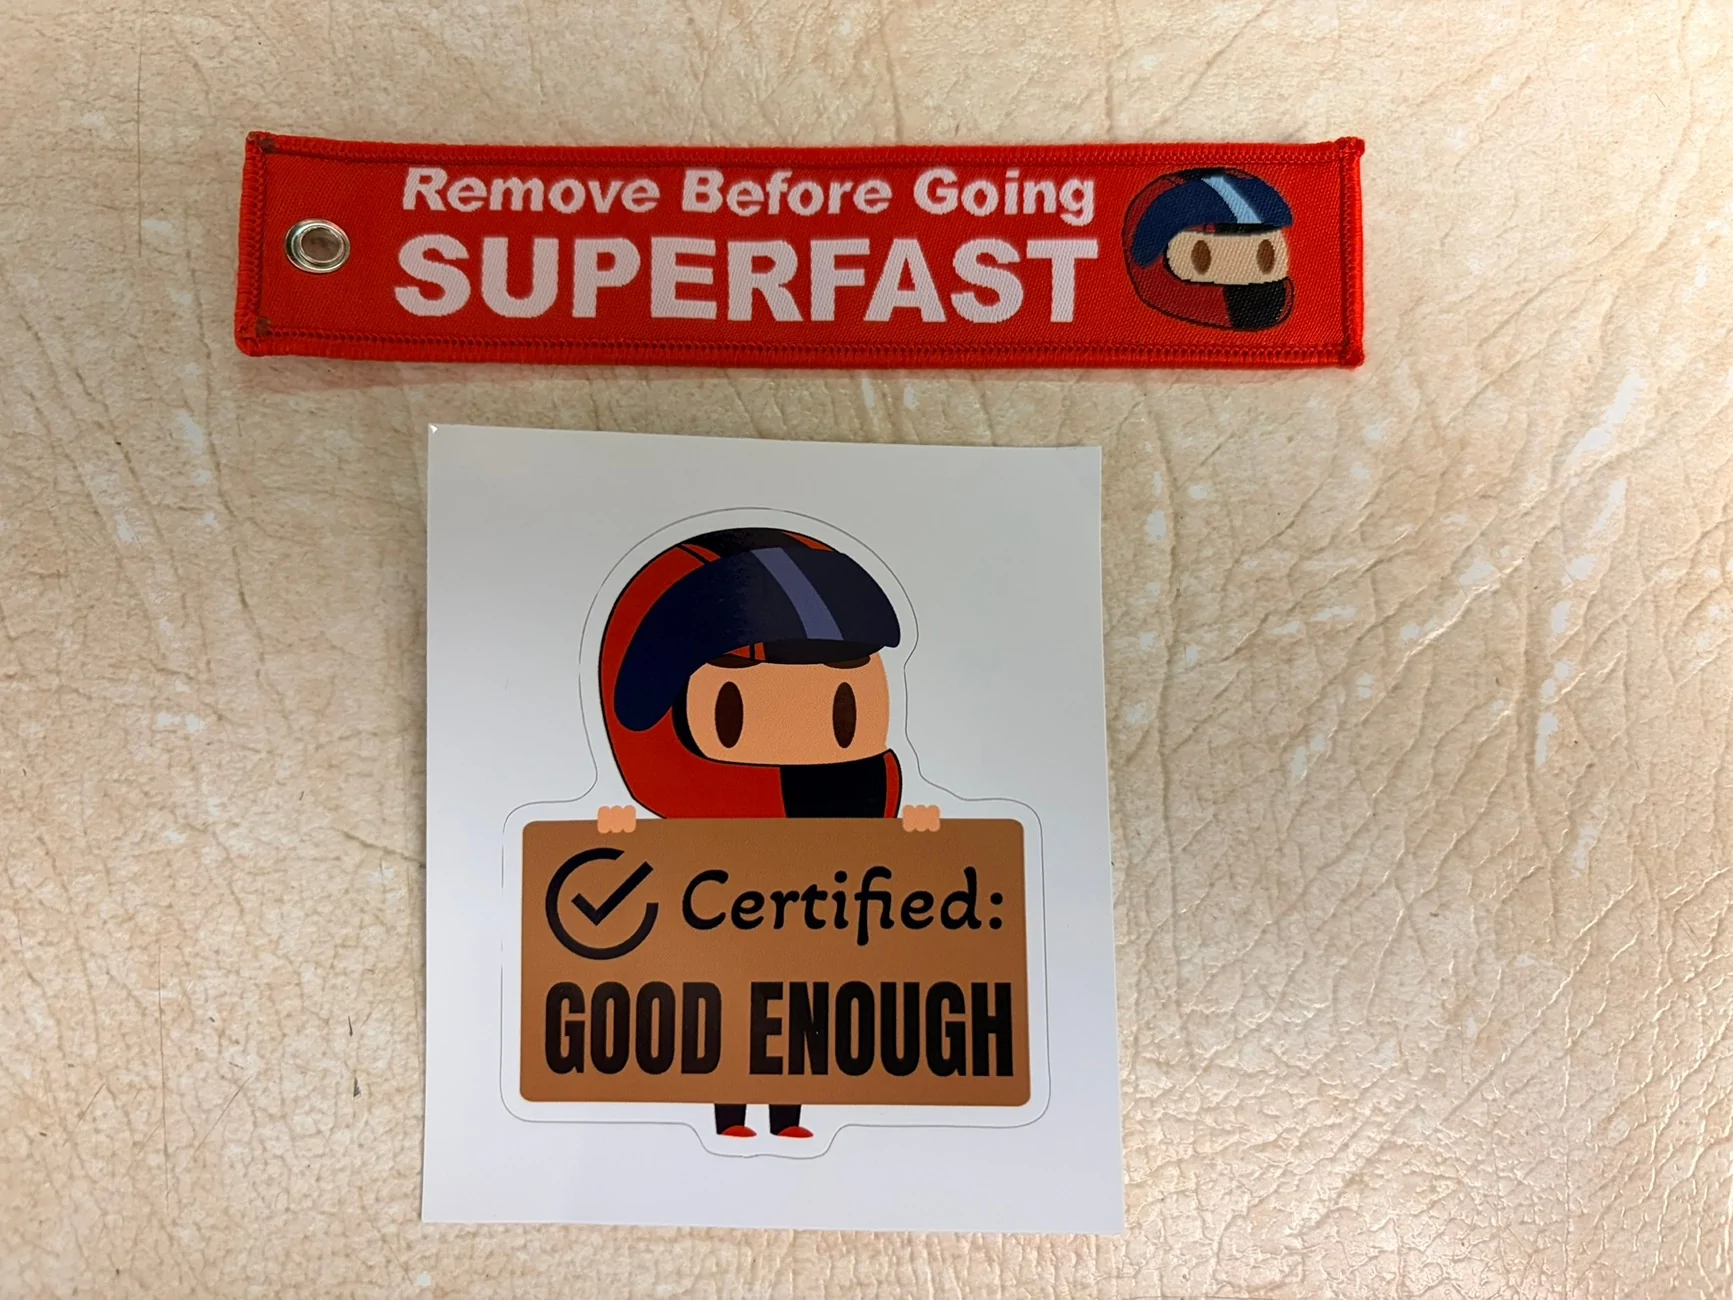 Remove Before Going
SUPERFAST
Certified:
GOOD ENOUGH